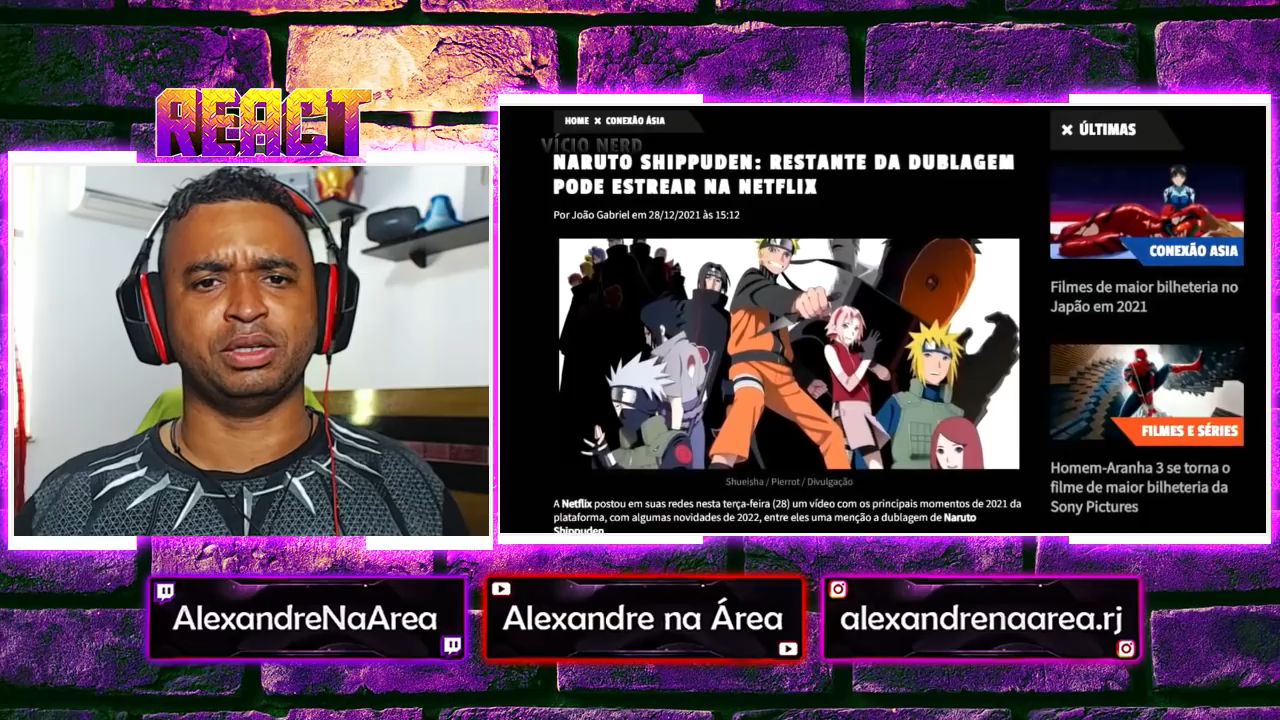 REACT
HOME × CONEXÃO ÁSIA
VÍCIO NERD
NARUTO SHIPPUDEN: RESTANTE DA DUBLAGEM
PODE ESTREAR NA NETFLIX
Por João Gabriel em 28/12/2021 às 15:12
Shueisha / Pierrot / Divulgação
A Netflix postou em suas redes nesta terça-feira (28) um vídeo com os principais momentos de 2021 da
plataforma, com algumas novidades de 2022, entre eles uma menção a dublagem de Naruto
Shippuden
× ÚLTIMAS
CONEXÃO ASIA
Filmes de maior bilheteria no
Japão em 2021
FILMES E SÉRIES
Homem-Aranha 3 se torna o
filme de maior bilheteria da
Sony Pictures
AlexandreNaArea
Alexandre na Área
alexandrenaarea.rj